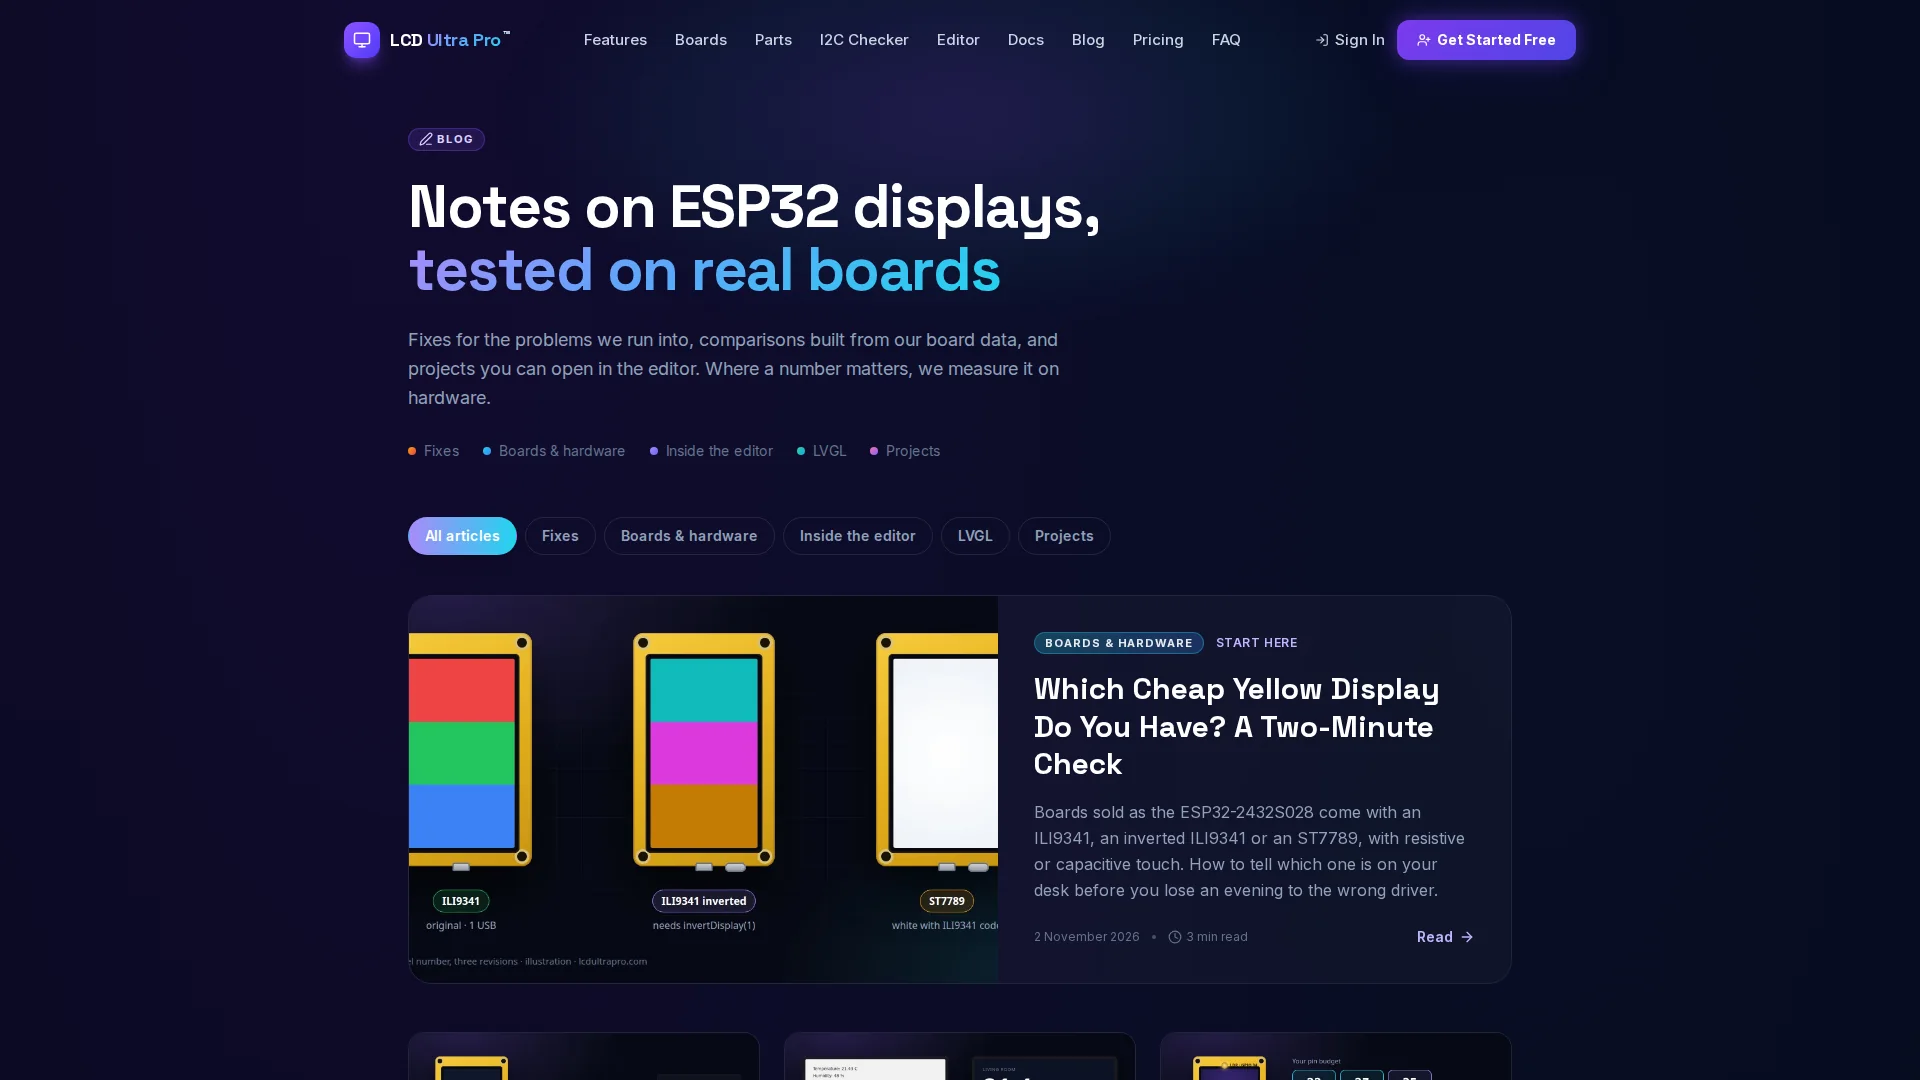 LCD Ultra Pro™
Features
Boards
Parts
I2C Checker
Editor
Docs
Blog
Pricing
FAQ
Sign In
Get Started Free
BLOG
Notes on ESP32 displays,
tested on real boards
Fixes for the problems we run into, comparisons built from our board data, and
projects you can open in the editor. Where a number matters, we measure it on
hardware.
Fixes
Boards & hardware
Inside the editor
LVGL
Projects
All articles
Fixes
Boards & hardware
Inside the editor
LVGL
Projects
ILI9341
original · 1 USB
ILI9341 inverted
needs invertDisplay(1)
ST7789
white with ILI9341 code
number, three revisions · illustration · lcdultrapro.com
BOARDS & HARDWARE
START HERE
Which Cheap Yellow Display
Do You Have? A Two-Minute
Check
Boards sold as the ESP32-2432S028 come with an
ILI9341, an inverted ILI9341 or an ST7789, with resistive
or capacitive touch. How to tell which one is on your
desk before you lose an evening to the wrong driver.
2 November 2026 • 3 min read
Read
Your pin budget